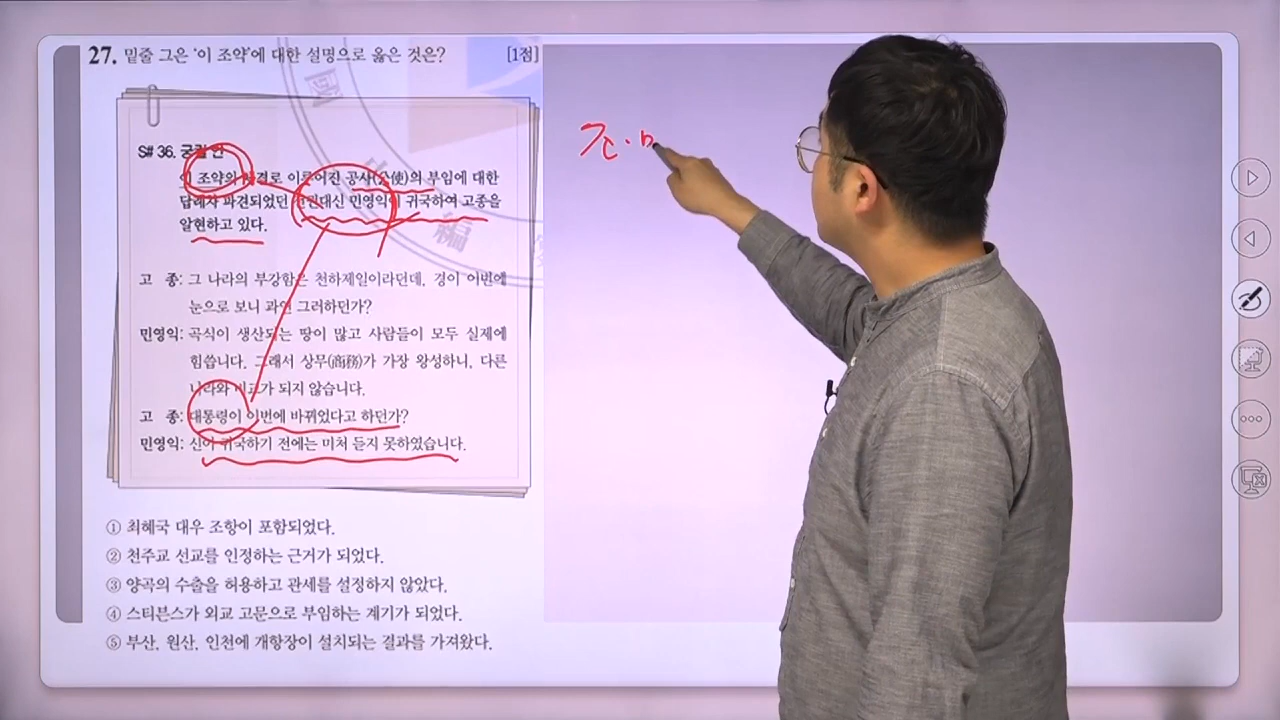 27. 밑줄 그은 '이 조약'에 대한 설명으로 옳은 것은? [1점]
S# 36. 궁궐 안
이 조약의 체결로 이루어진 공사(公使)의 부임에 대한
답례차 파견되었던 전권대신 민영익이 귀국하여 고종을
알현하고 있다.
고 종: 그 나라의 부강함은 천하제일이라던데, 경이 이번에
눈으로 보니 과연 그러하던가?
민영익: 곡식이 생산되는 땅이 많고 사람들이 모두 실제에
힘씁니다. 그래서 상무(商務)가 가장 왕성하니, 다른
나라와 비교가 되지 않습니다.
고 종: 대통령이 이번에 바뀌었다고 하던가?
민영익: 신이 귀국하기 전에는 미처 듣지 못하였습니다.
① 최혜국 대우 조항이 포함되었다.
② 천주교 선교를 인정하는 근거가 되었다.
③ 양곡의 수출을 허용하고 관세를 설정하지 않았다.
④ 스티븐스가 외교 고문으로 부임하는 계기가 되었다.
⑤ 부산, 원산, 인천에 개항장이 설치되는 결과를 가져왔다.
조·ㅁ